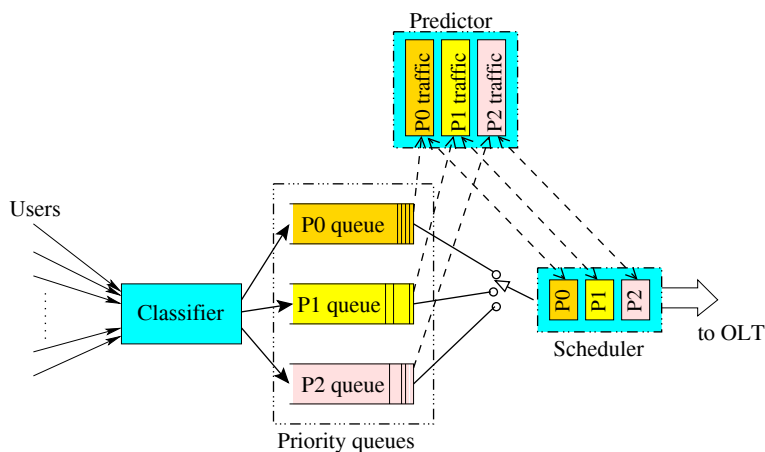 Predictor
P0 traffic
P1 traffic
P2 traffic
Users
P0 queue
Classifier
P1 queue
P2 queue
Priority queues
P0
P1
P2
Scheduler
to OLT